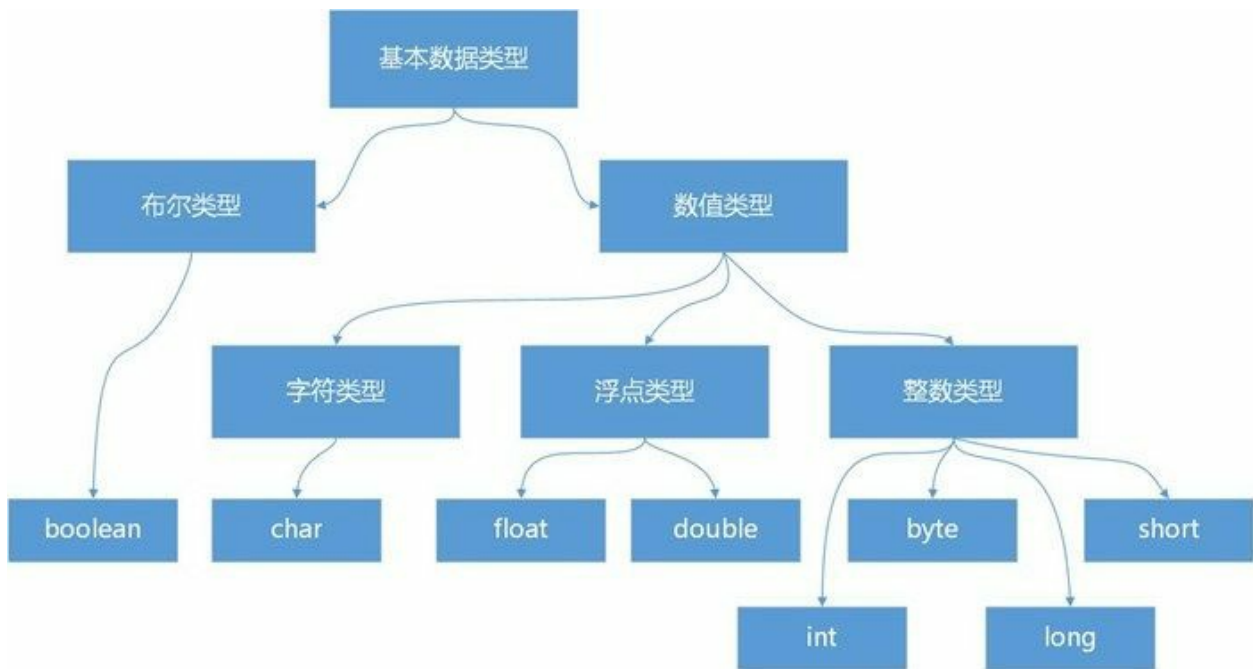 基本数据类型
布尔类型
数值类型
字符类型
浮点类型
整数类型
boolean
char
float
double
byte
short
int
long